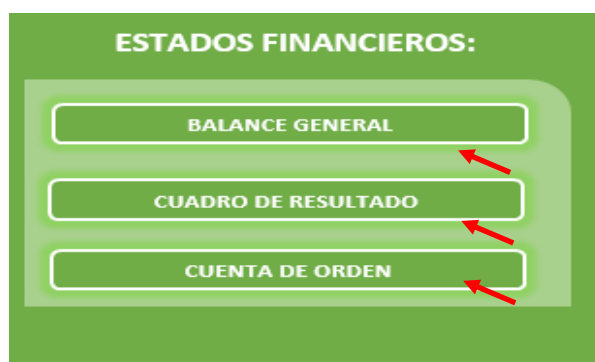 ESTADOS FINANCIEROS:
BALANCE GENERAL
CUADRO DE RESULTADO
CUENTA DE ORDEN